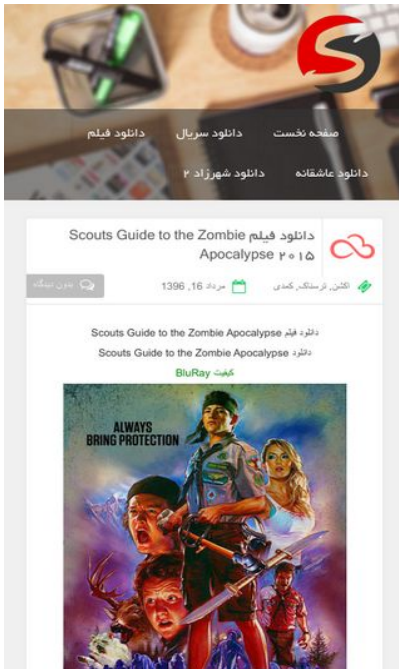 صفحه نخست دانلود سریال دانلود فیلم
دانلود عاشقانه دانلود شهرزاد ۲
دانلود فیلم Scouts Guide to the Zombie
Apocalypse ۲۰۱۵
اکشن, ترسناک, کمدی مرداد 16, 1396 بدون دیدگاه
دانلود فیلم Scouts Guide to the Zombie Apocalypse
دانلود Scouts Guide to the Zombie Apocalypse
کیفیت BluRay
ALWAYS
BRING PROTECTION